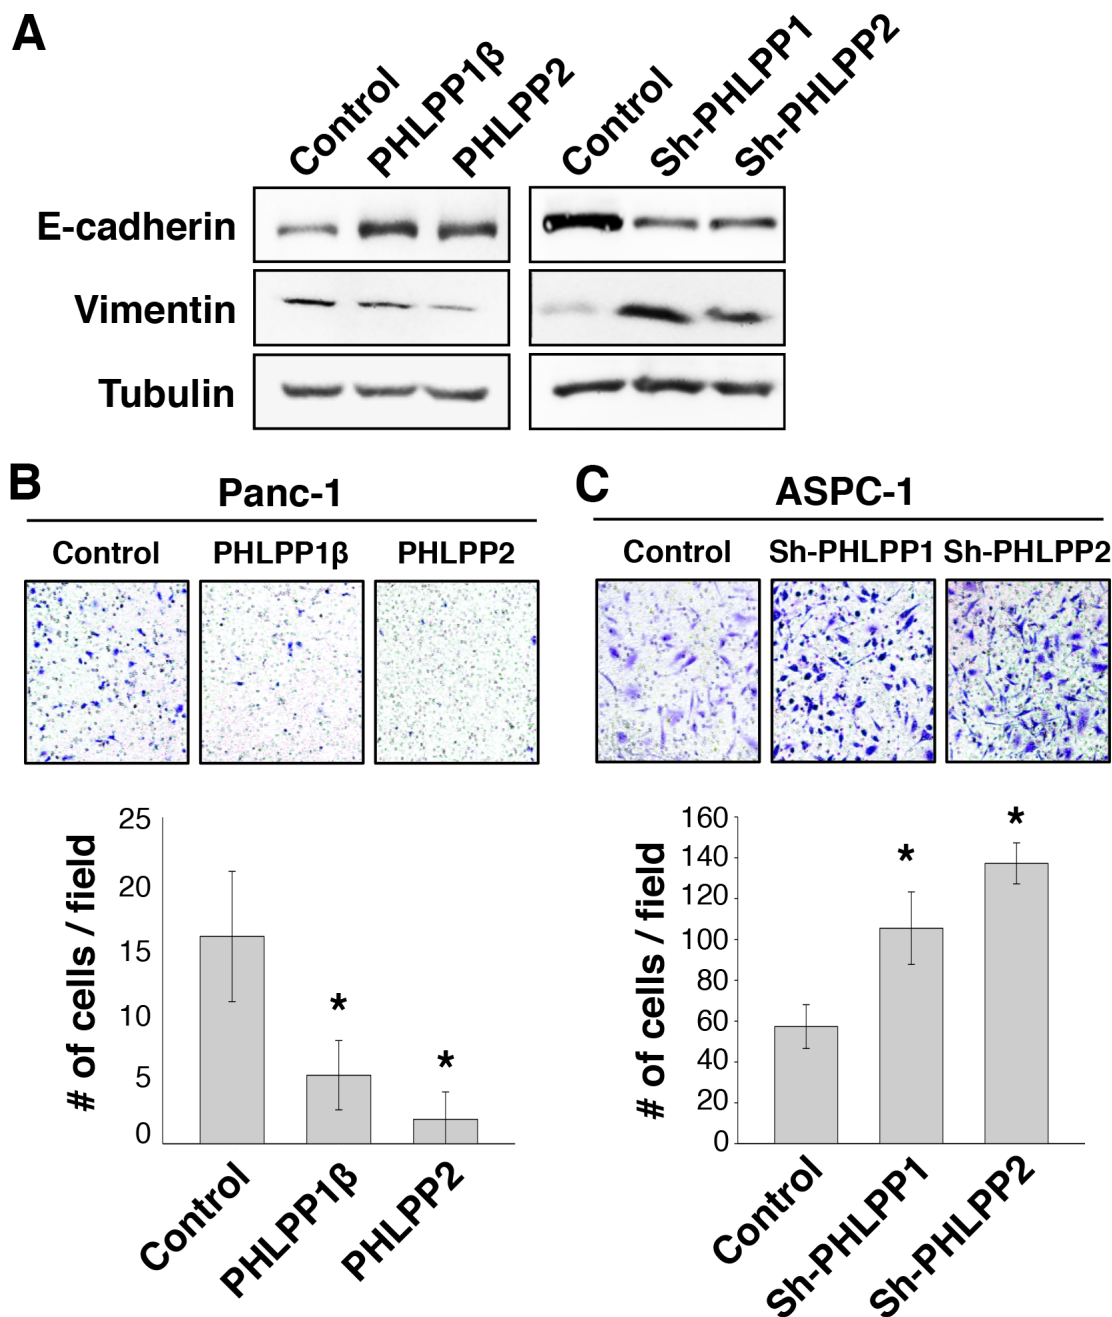 A
Control PHLPP1β PHLPP2 Control Sh-PHLPP1 Sh-PHLPP2
E-cadherin
Vimentin
Tubulin
B
Panc-1
Control PHLPP1β PHLPP2
25
20
15
10
5
0
# of cells / field
*
*
Control PHLPP1β PHLPP2
C
ASPC-1
Control Sh-PHLPP1 Sh-PHLPP2
160
140
120
100
80
60
40
20
0
# of cells / field
*
*
Control Sh-PHLPP1 Sh-PHLPP2